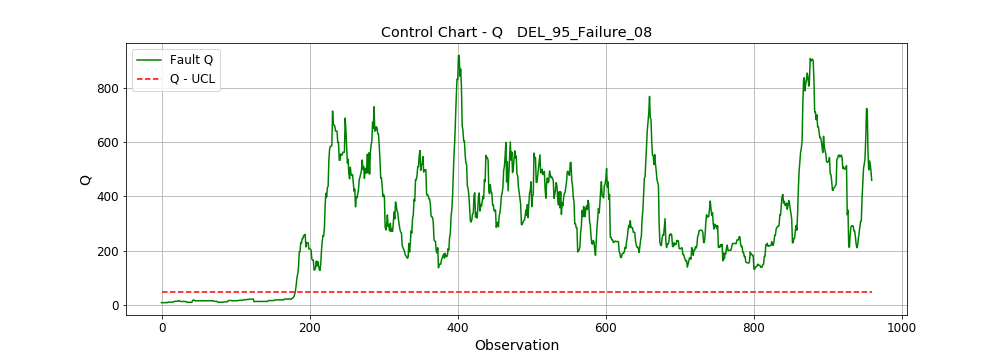 Control Chart - Q   DEL_95_Failure_08
Fault Q
Q - UCL
Q
800
600
400
200
0
0 200 400 600 800 1000
Observation